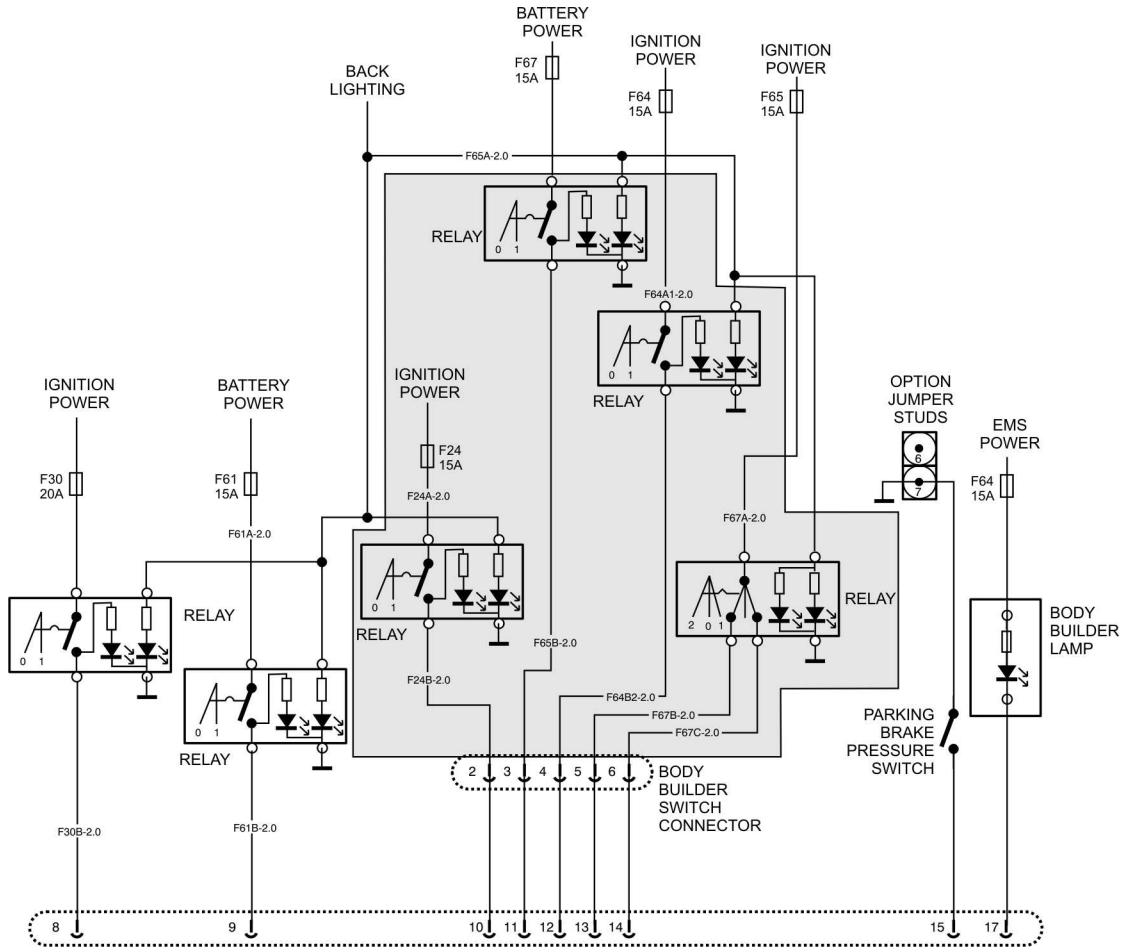 BATTERY
POWER
F67
15A
IGNITION
POWER
F64
15A
IGNITION
POWER
F65
15A
BACK
LIGHTING
F65A-2.0
RELAY
0 1
F64A1-2.0
RELAY
0 1
IGNITION
POWER
F30
20A
BATTERY
POWER
F61
15A
F61A-2.0
IGNITION
POWER
F24
15A
F24A-2.0
OPTION
JUMPER
STUDS
6
7
EMS
POWER
F64
15A
F67A-2.0
RELAY
0 1
RELAY
0 1
RELAY
2 0 1
RELAY
0 1
BODY
BUILDER
LAMP
F65B-2.0
F24B-2.0
F64B2-2.0
F67B-2.0
F67C-2.0
PARKING
BRAKE
PRESSURE
SWITCH
2 3 4 5 6
BODY
BUILDER
SWITCH
CONNECTOR
F30B-2.0
F61B-2.0
8 9 10 11 12 13 14 15 17